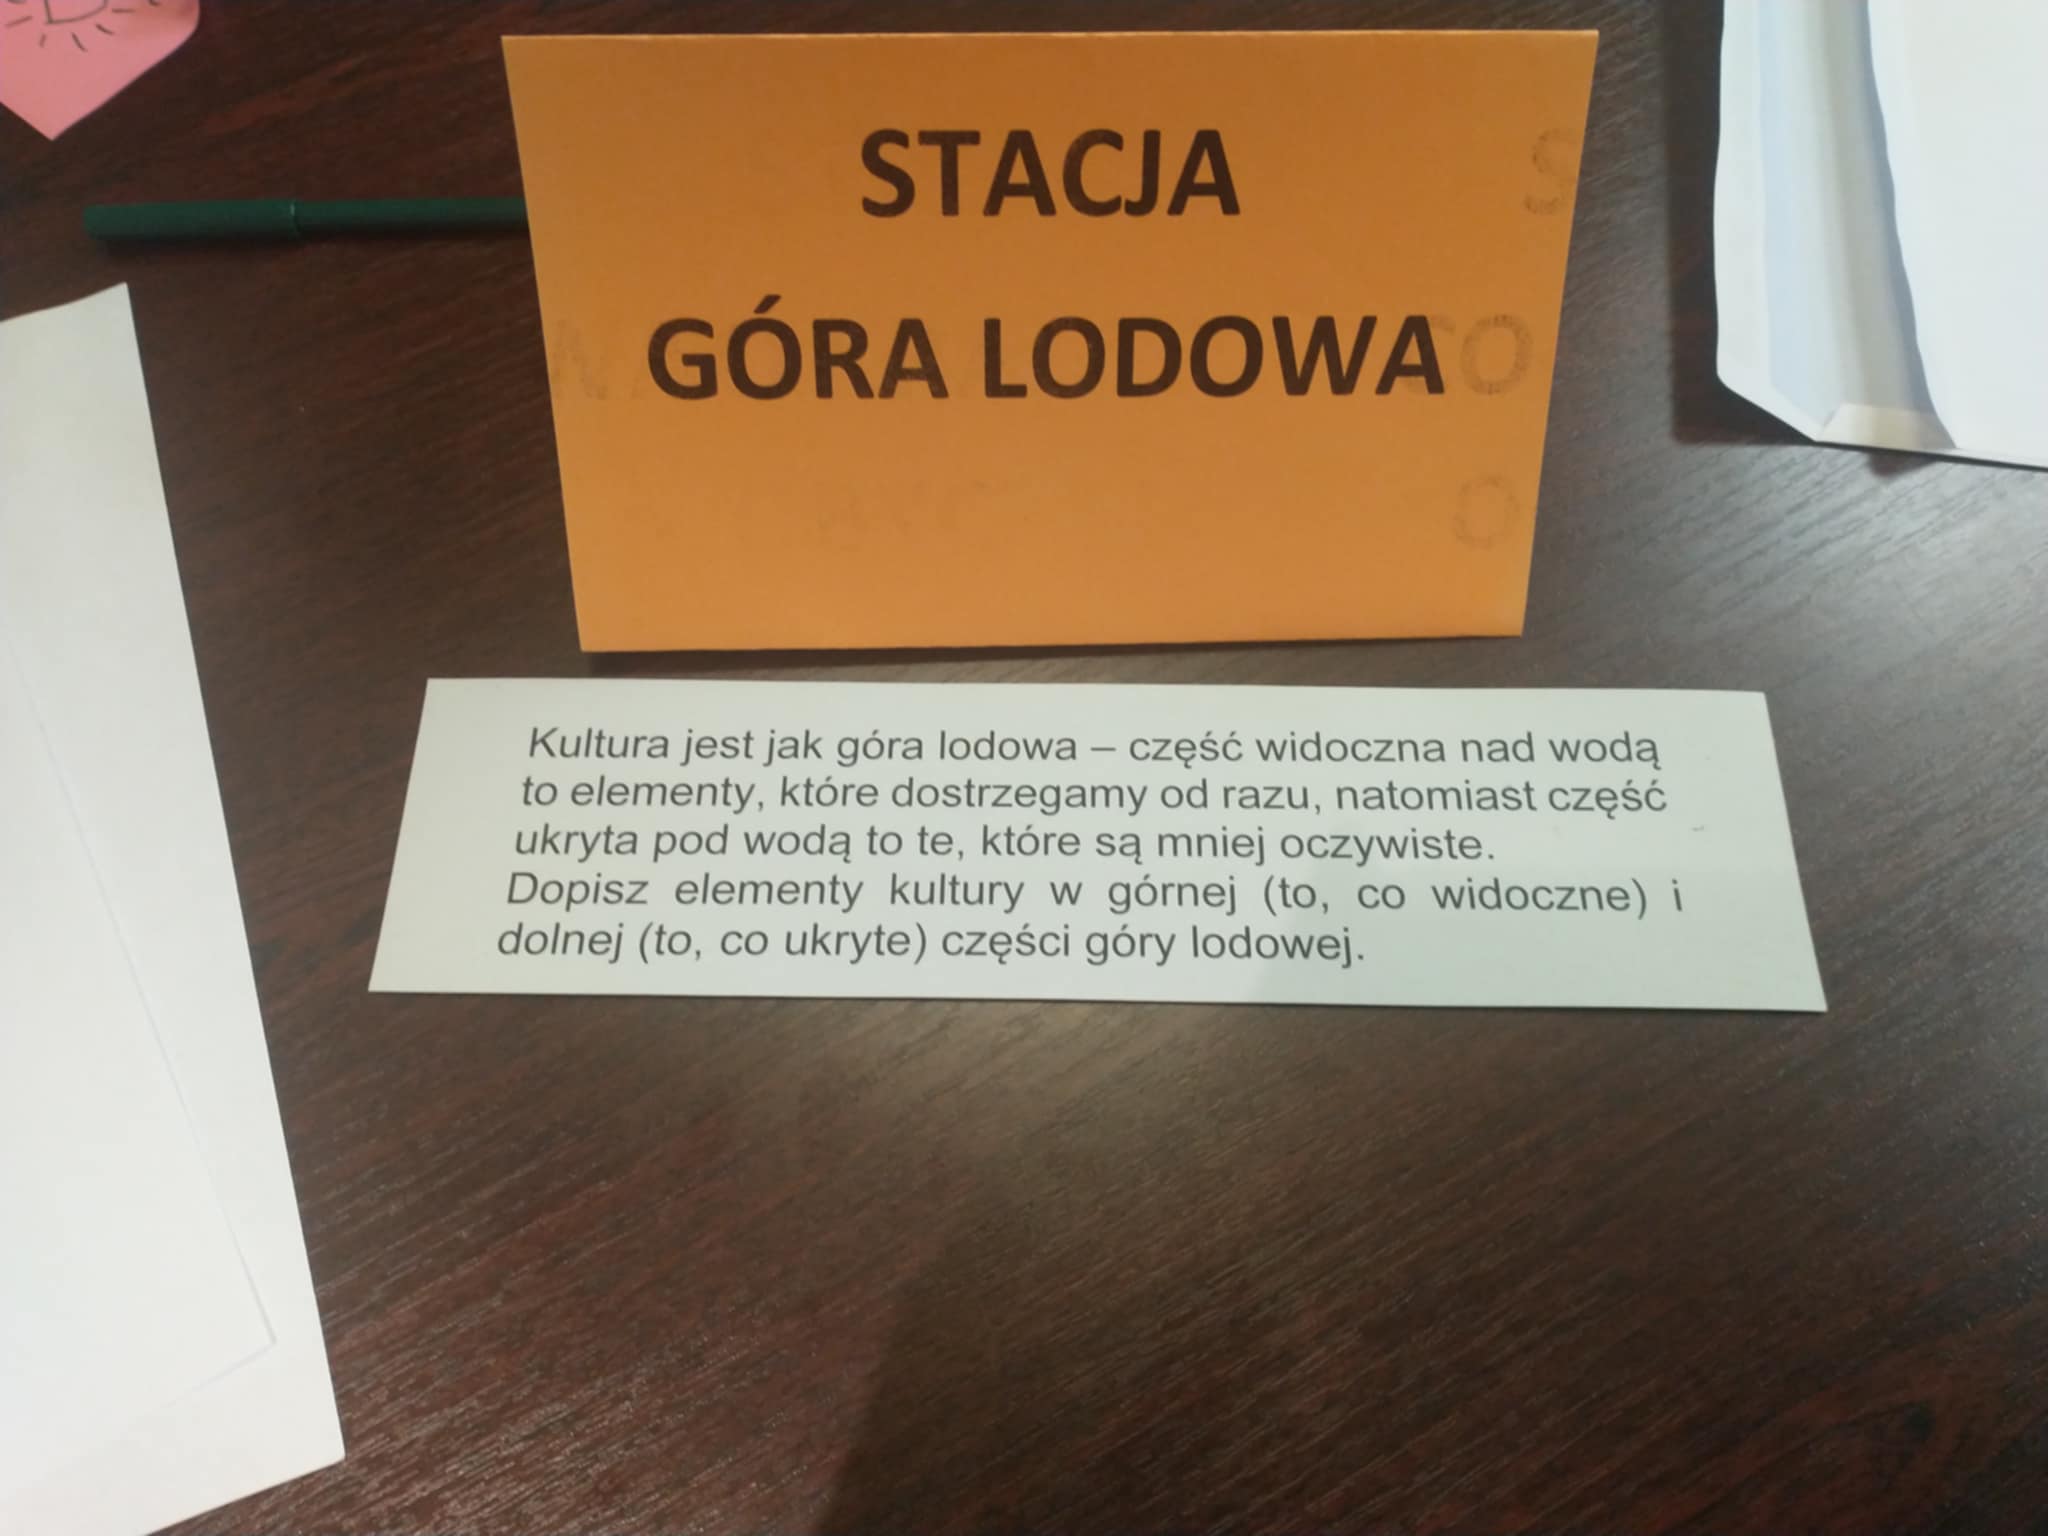 STACJA
GÓRA LODOWA
Kultura jest jak góra lodowa – część widoczna nad wodą
to elementy, które dostrzegamy od razu, natomiast część
ukryta pod wodą to te, które są mniej oczywiste.
Dopisz elementy kultury w górnej (to, co widoczne) i
dolnej (to, co ukryte) części góry lodowej.